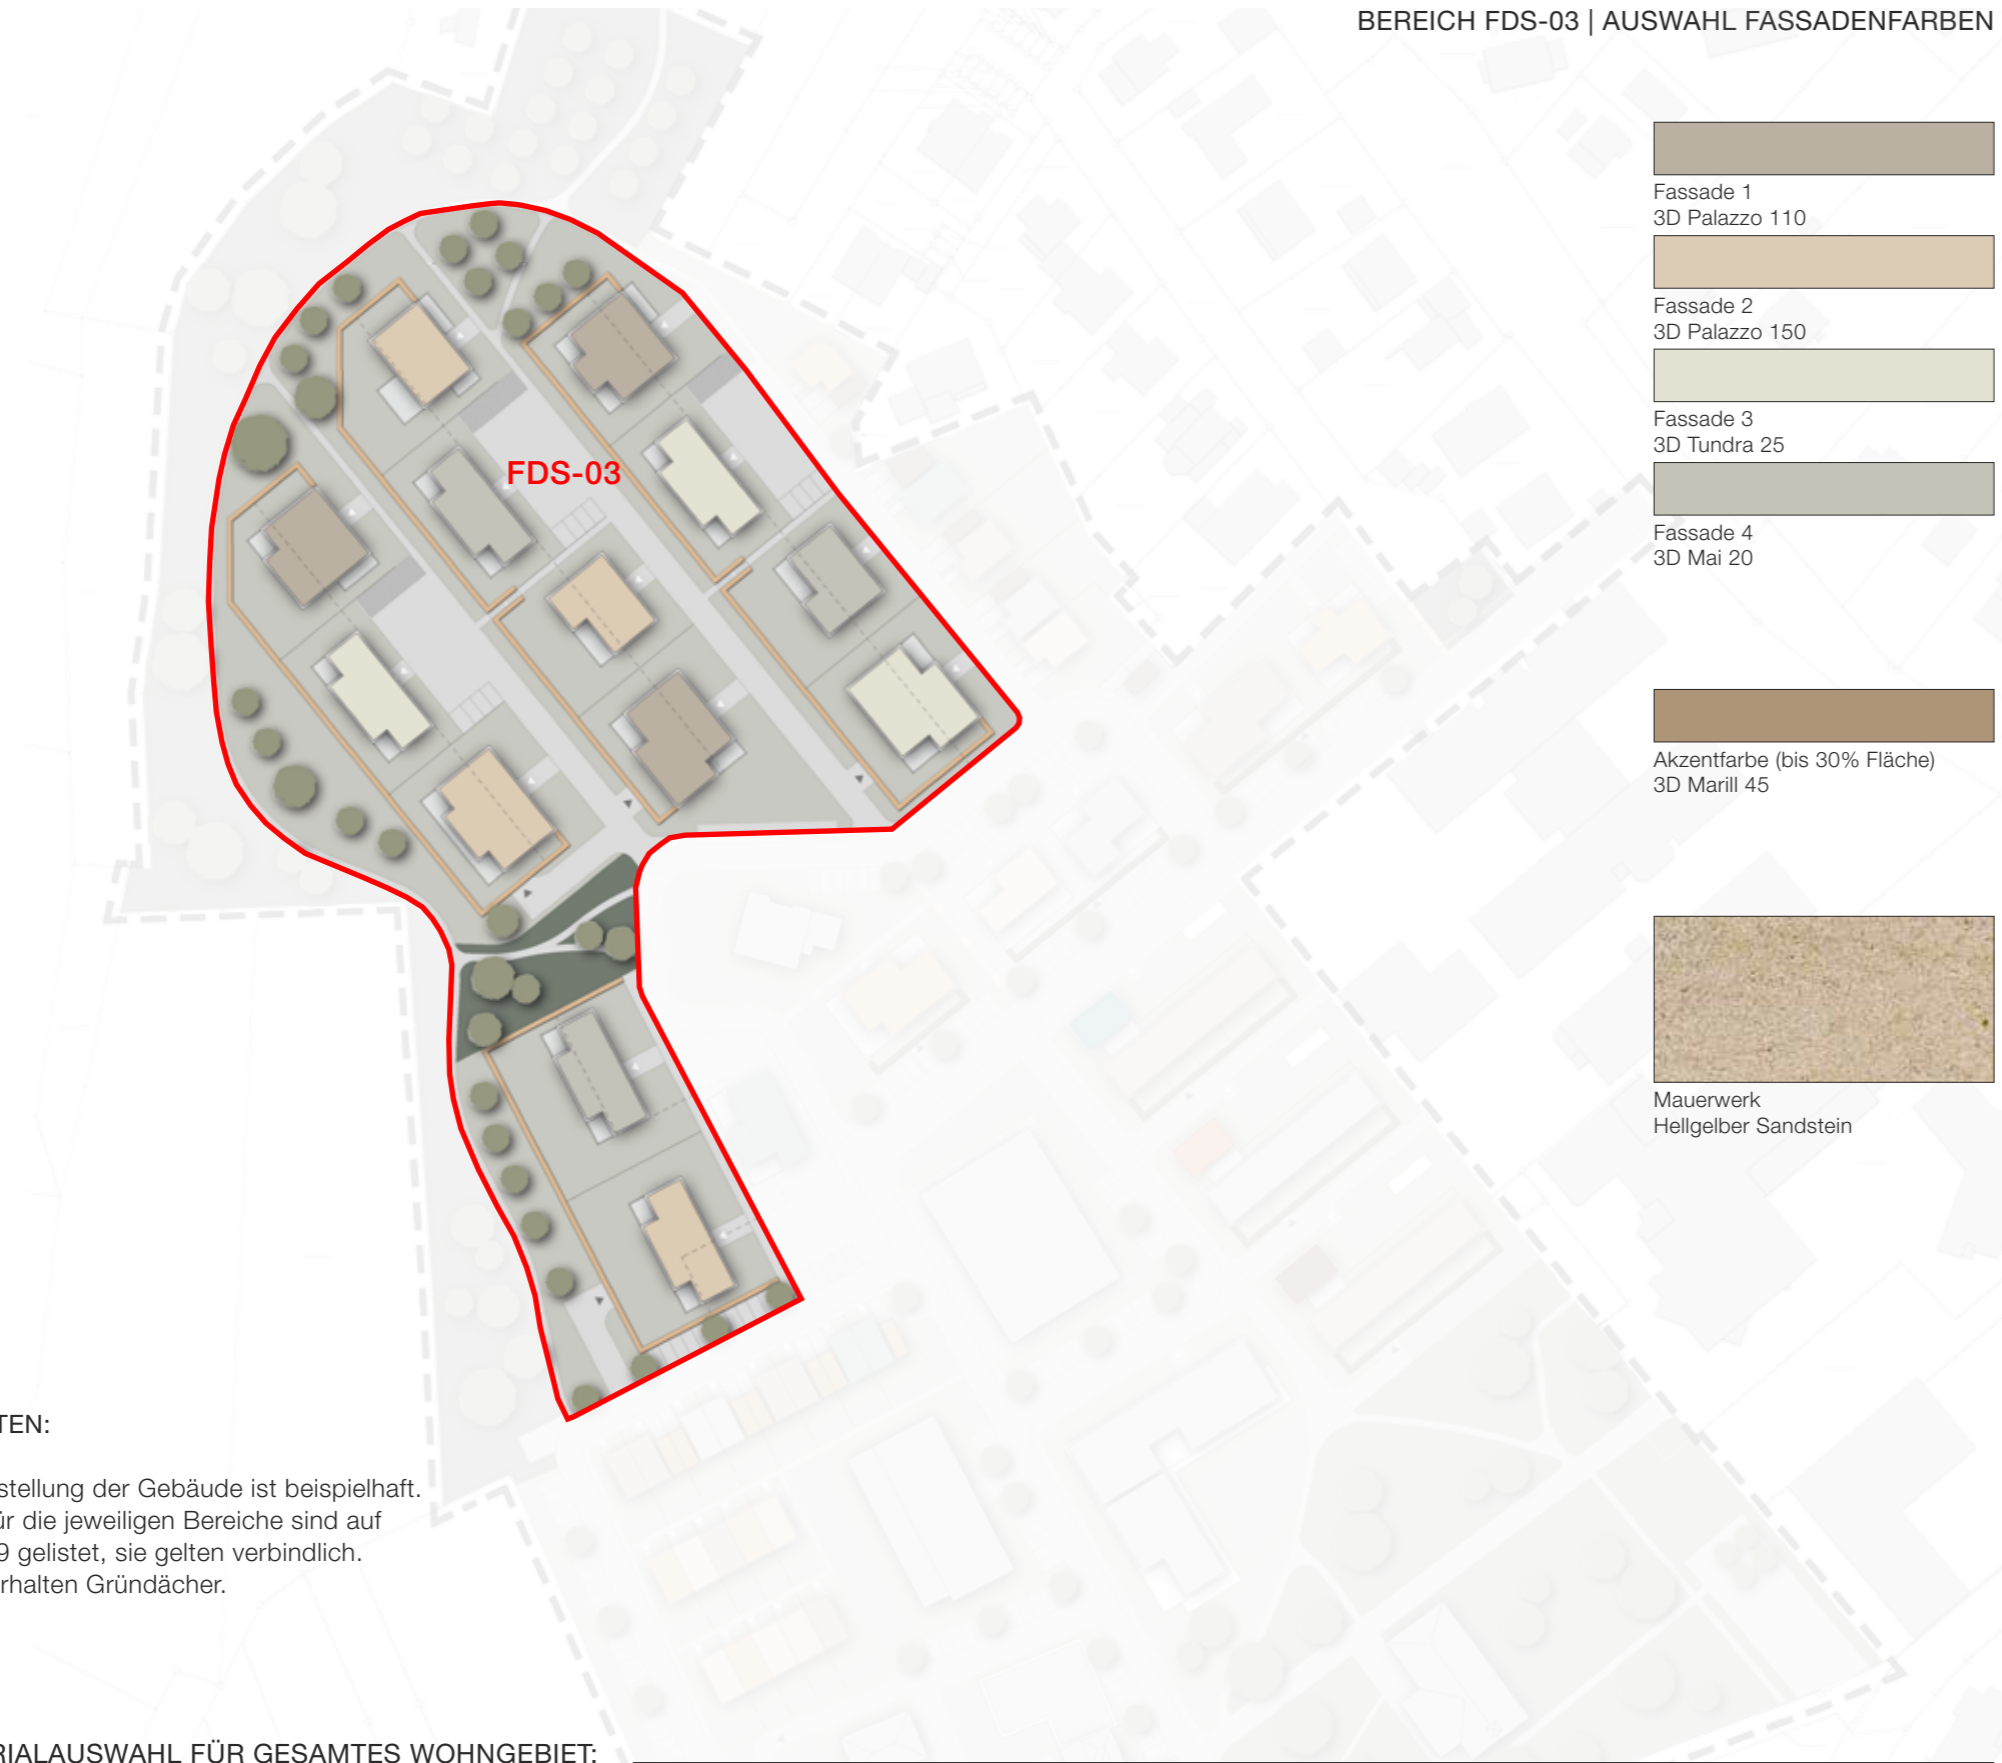 BEREICH FDS-03 | AUSWAHL FASSADENFARBEN
Fassade 1
3D Palazzo 110
Fassade 2
3D Palazzo 150
Fassade 3
3D Tundra 25
Fassade 4
3D Mai 20
FDS-03
Akzentfarbe (bis 30% Fläche)
3D Marill 45
Mauerwerk
Hellgelber Sandstein
TEN:
stellung der Gebäude ist beispielhaft.
ür die jeweiligen Bereiche sind auf
9 gelistet, sie gelten verbindlich.
rhalten Gründächer.
RIALAUSWAHL FÜR GESAMTES WOHNGEBIET: